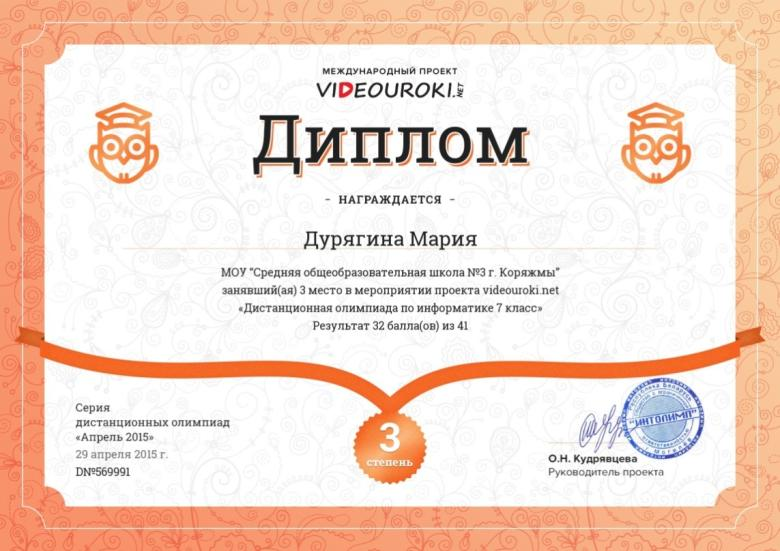 МЕЖДУНАРОДНЫЙ ПРОЕКТ
VIDEOUROKI.NET
Диплом
- НАГРАЖДАЕТСЯ -
Дурягина Мария
МОУ "Средняя общеобразовательная школа №3 г. Коряжмы"
занявший(ая) 3 место в мероприятии проекта videouroki.net
«Дистанционная олимпиада по информатике 7 класс»
Результат 32 балла(ов) из 41
Серия
дистанционных олимпиад
«Апрель 2015»
29 апреля 2015 г.
DNº569991
3
степень
"ИНТОЛИМП"
О.Н. Кудрявцева
Руководитель проекта